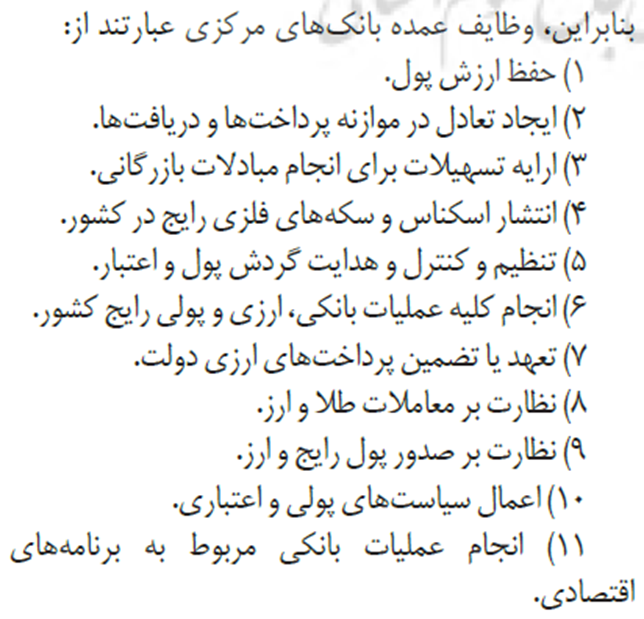 بنابراین، وظایف عمده بانک‌های مرکزی عبارتند از:
۱) حفظ ارزش پول.
۲) ایجاد تعادل در موازنه پرداخت‌ها و دریافت‌ها.
۳) ارایه تسهیلات برای انجام مبادلات بازرگانی.
۴) انتشار اسکناس و سکه‌های فلزی رایج در کشور.
۵) تنظیم و کنترل و هدایت گردش پول و اعتبار.
۶) انجام کلیه عملیات بانکی، ارزی و پولی رایج کشور.
۷) تعهد یا تضمین پرداخت‌های ارزی دولت.
۸) نظارت بر معاملات طلا و ارز.
۹) نظارت بر صدور پول رایج و ارز.
۱۰) اعمال سیاست‌های پولی و اعتباری.
۱۱) انجام عملیات بانکی مربوط به برنامه‌های
اقتصادی.